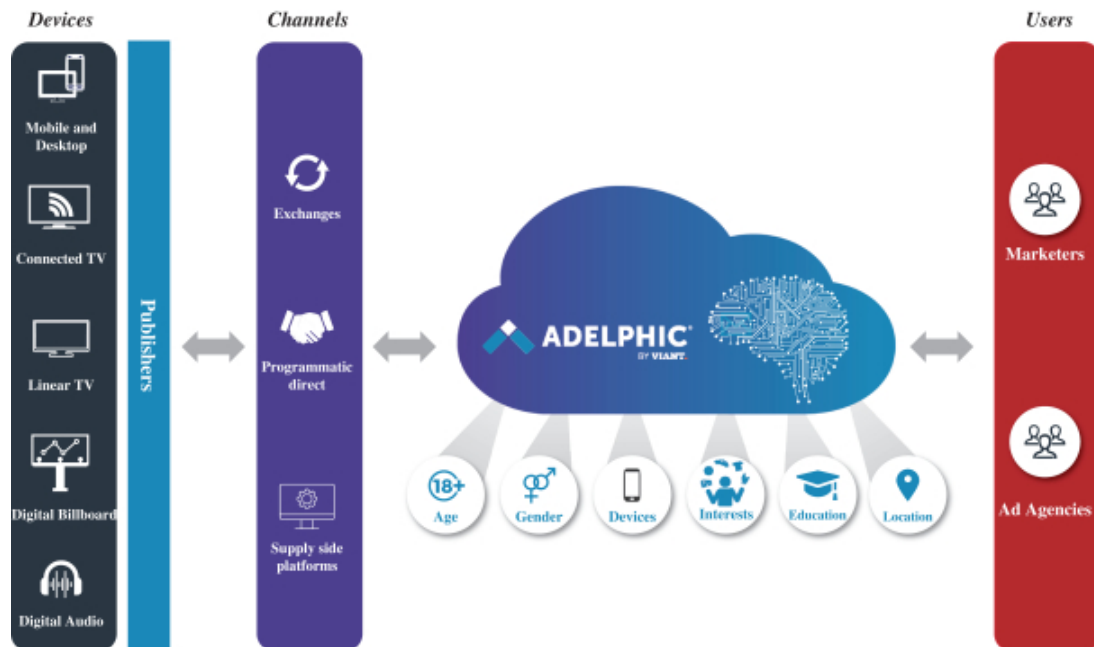 Devices
Channels
Users
Mobile and
Desktop
Connected TV
Linear TV
Digital Billboard
Digital Audio
Publishers
Exchanges
Programmatic
direct
Supply side
platforms
ADELPHIC®
BY VIANT.
18+
Age
Gender
Devices
Interests
Education
Location
Marketers
Ad Agencies